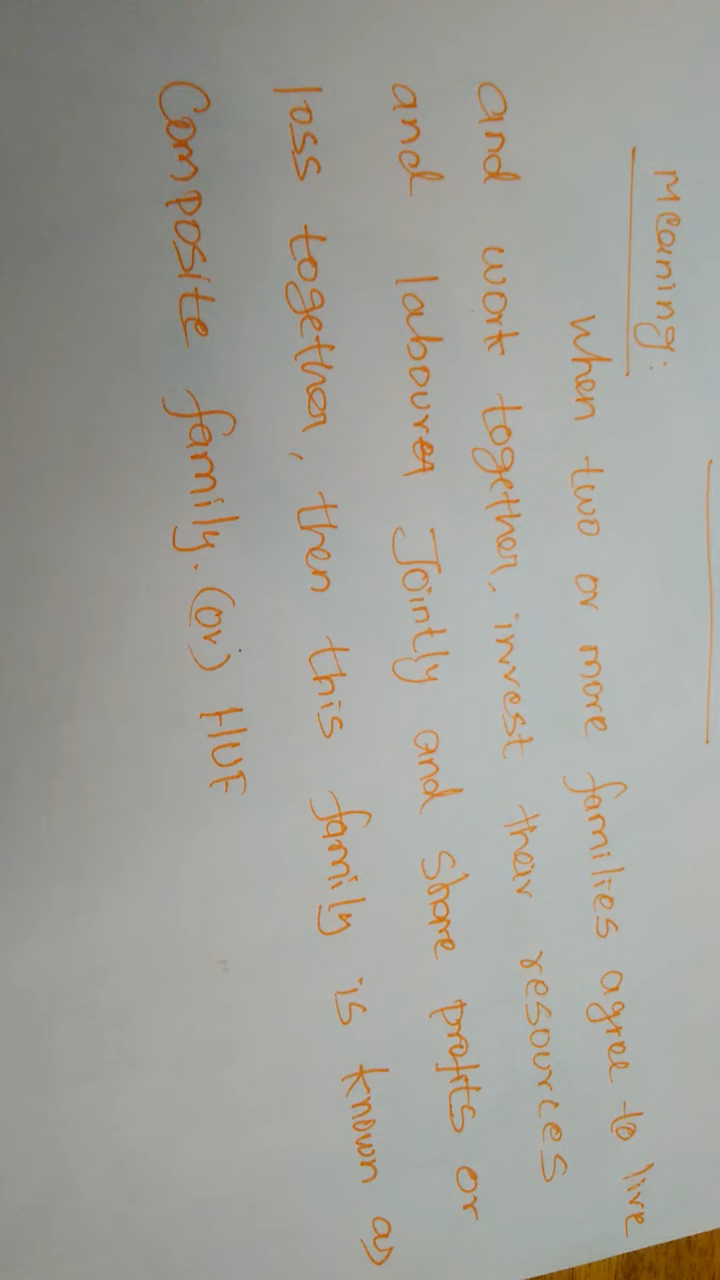 Meaning:
When two or more families agree to live
and work together, invest their resources
and labourer Jointly and share profits or
loss together, then this family is known as
Composite family. (or) HUF